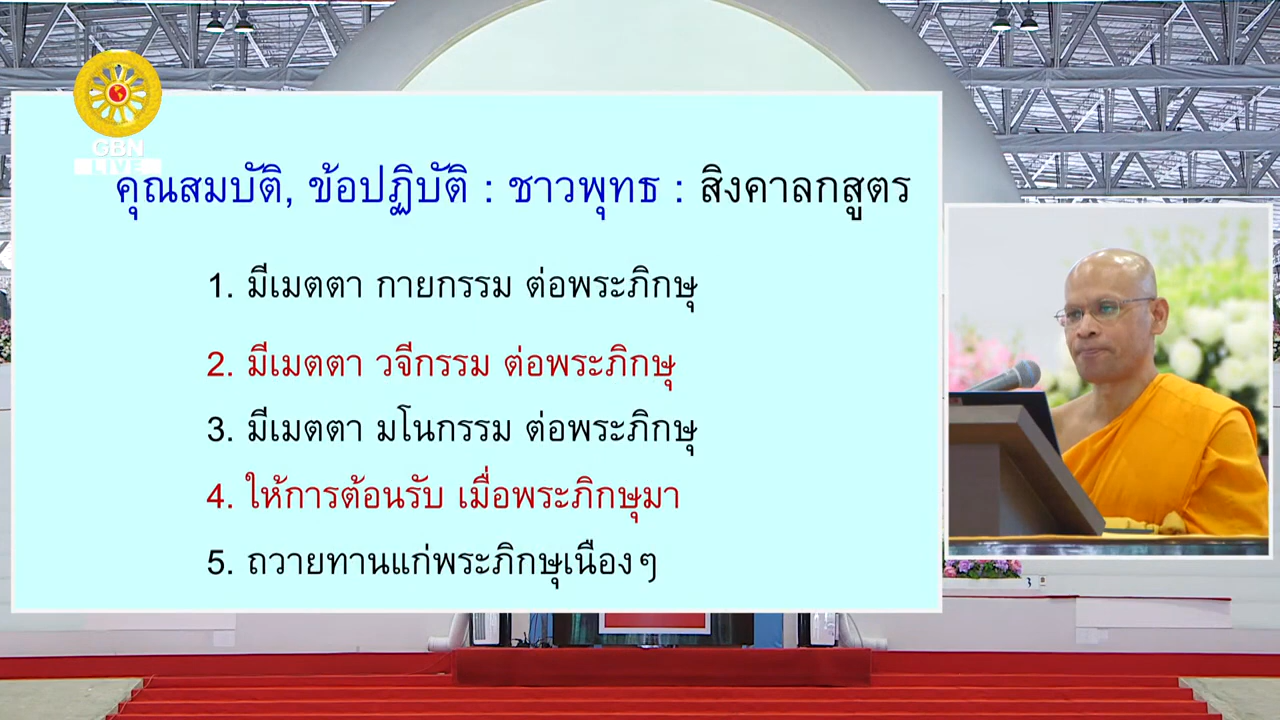 GBN
LIVE
คุณสมบัติ, ข้อปฏิบัติ : ชาวพุทธ : สิงคาลกสูตร
1. มีเมตตา กายกรรม ต่อพระภิกษุ
2. มีเมตตา วจีกรรม ต่อพระภิกษุ
3. มีเมตตา มโนกรรม ต่อพระภิกษุ
4. ให้การต้อนรับ เมื่อพระภิกษุมา
5. ถวายทานแก่พระภิกษุเนืองๆ